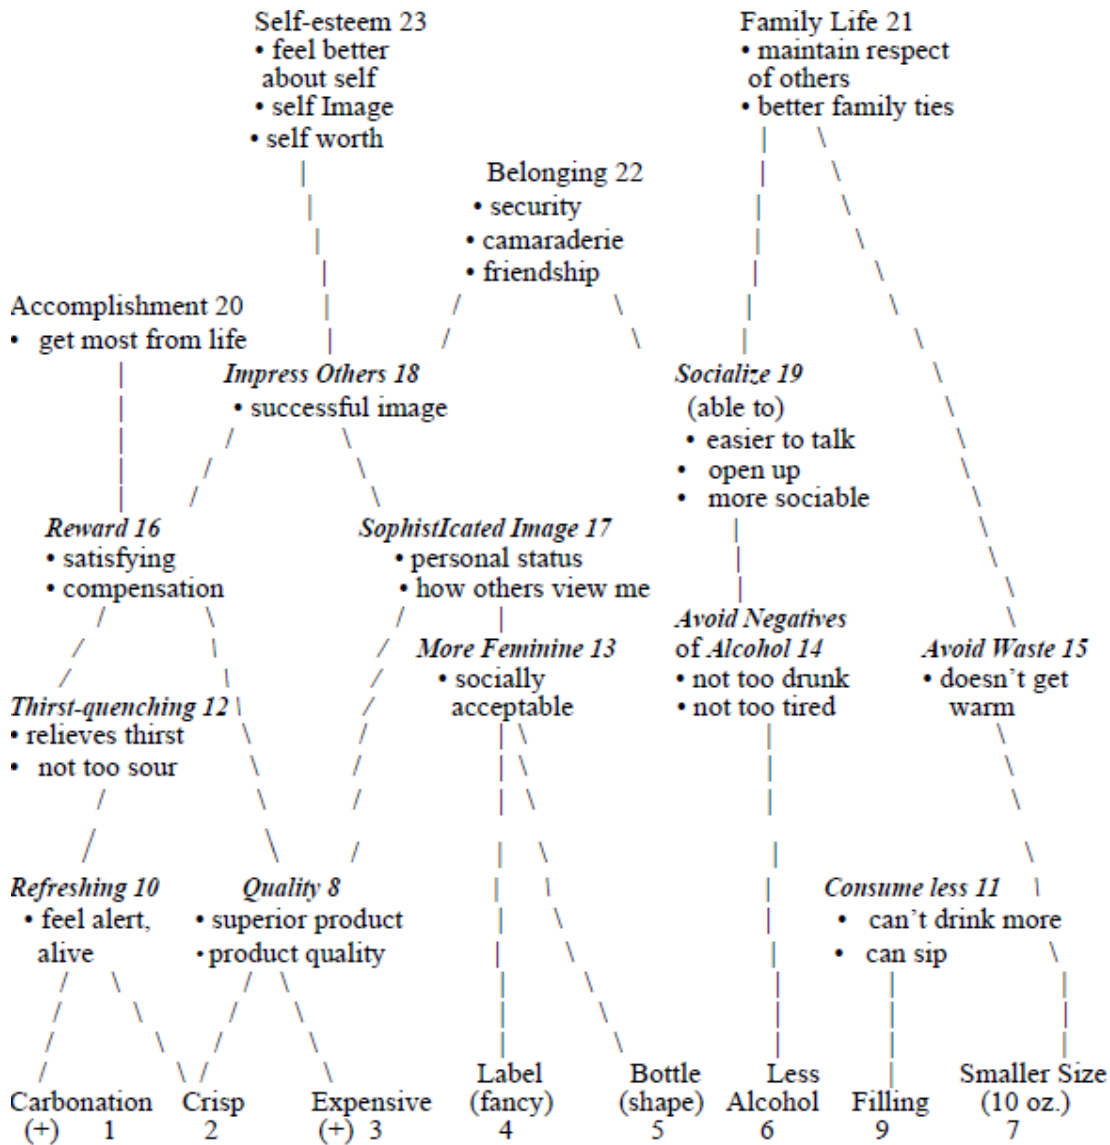 Self-esteem 23
• feel better
about self
• self Image
• self worth
Family Life 21
• maintain respect
of others
• better family ties
Belonging 22
• security
• camaraderie
• friendship
Accomplishment 20
• get most from life
Impress Others 18
• successful image
Socialize 19
(able to)
• easier to talk
• open up
• more sociable
Reward 16
• satisfying
• compensation
SophistIcated Image 17
• personal status
• how others view me
More Feminine 13
• socially
acceptable
Avoid Negatives
of Alcohol 14
• not too drunk
• not too tired
Avoid Waste 15
• doesn't get
warm
Thirst-quenching 12
• relieves thirst
• not too sour
Refreshing 10
• feel alert,
alive
Quality 8
• superior product
• product quality
Consume less 11
• can't drink more
• can sip
Carbonation
(+) 1
Crisp
2
Expensive
(+) 3
Label
(fancy)
4
Bottle
(shape)
5
Less
Alcohol
6
Filling
9
Smaller Size
(10 oz.)
7